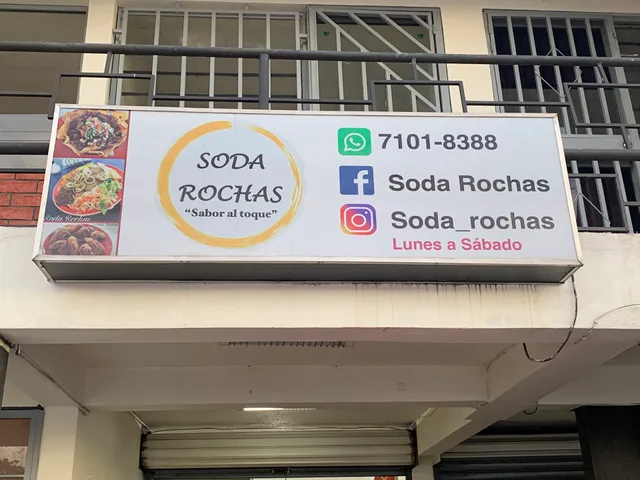 SODA
ROCHAS
"Sabor al toque"
7101-8388
Soda Rochas
Soda_rochas
Lunes a Sábado
Soda Rochas